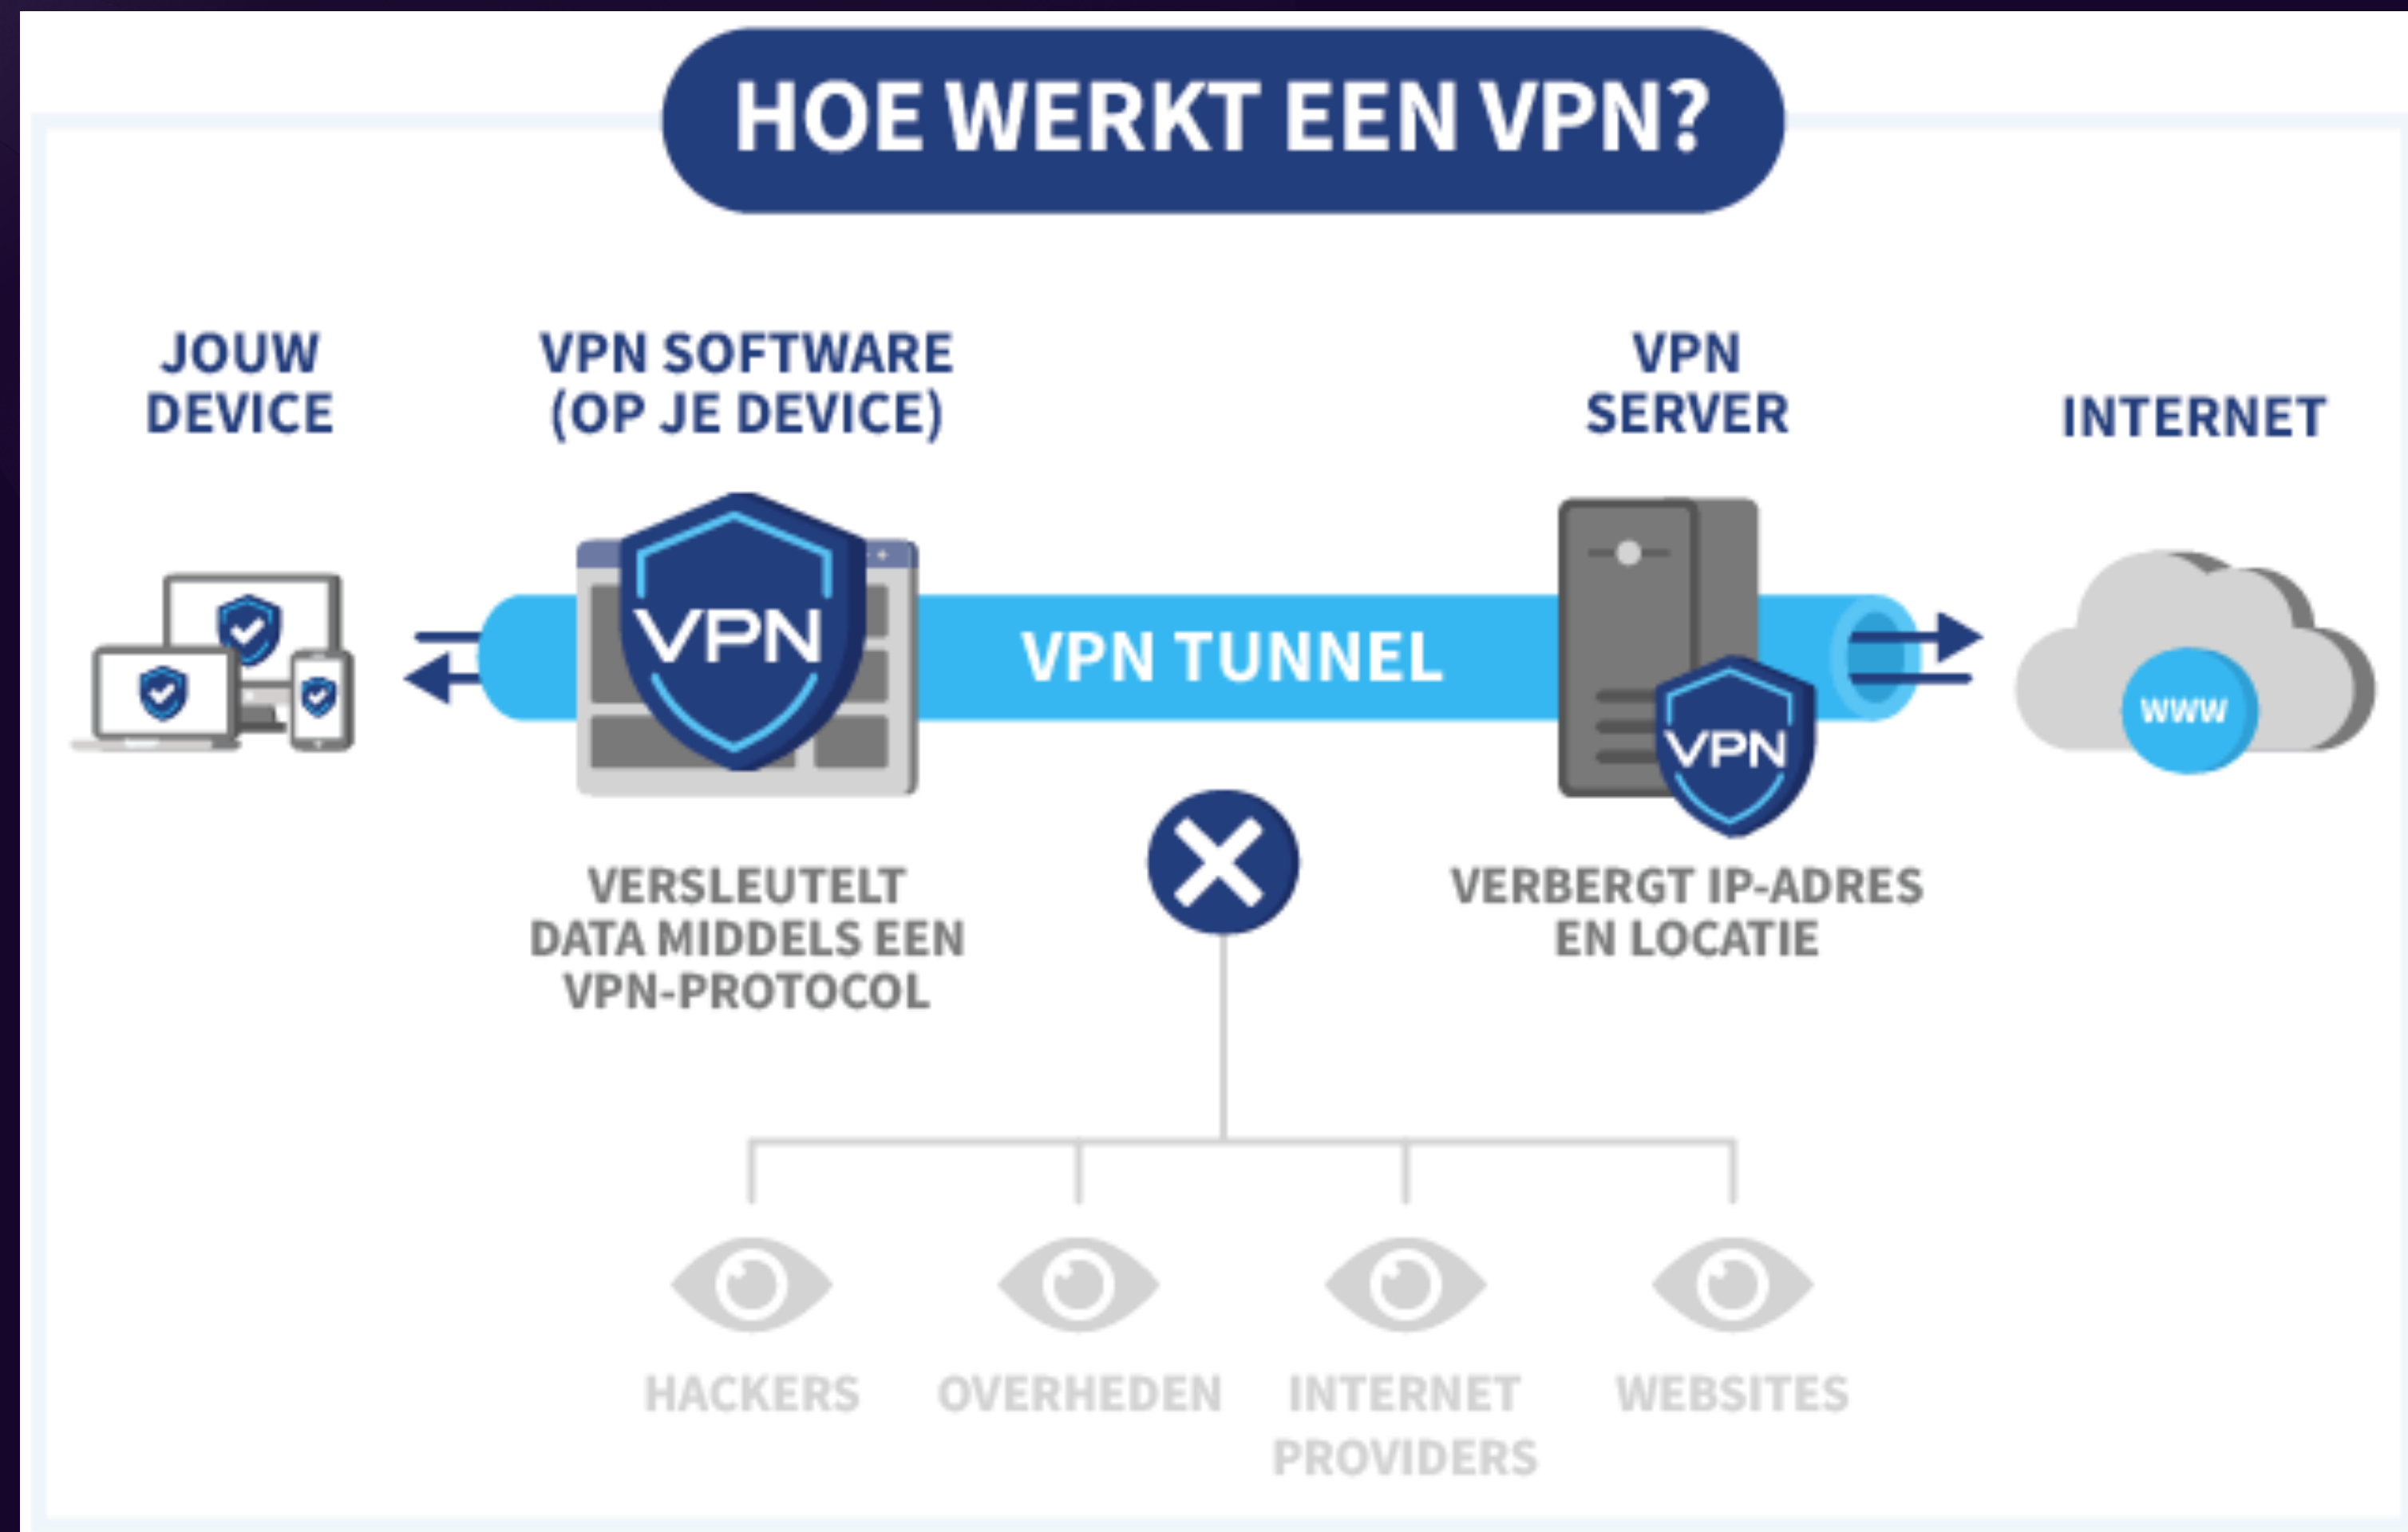 HOE WERKT EEN VPN?
JOUW
DEVICE
VPN SOFTWARE
(OP JE DEVICE)
VPN
SERVER
INTERNET
VPN
VPN TUNNEL
VPN
WWW
VERSLEUTELT
DATA MIDDELS EEN
VPN-PROTOCOL
VERBERGT IP-ADRES
EN LOCATIE
HACKERS
OVERHEDEN
INTERNET
PROVIDERS
WEBSITES